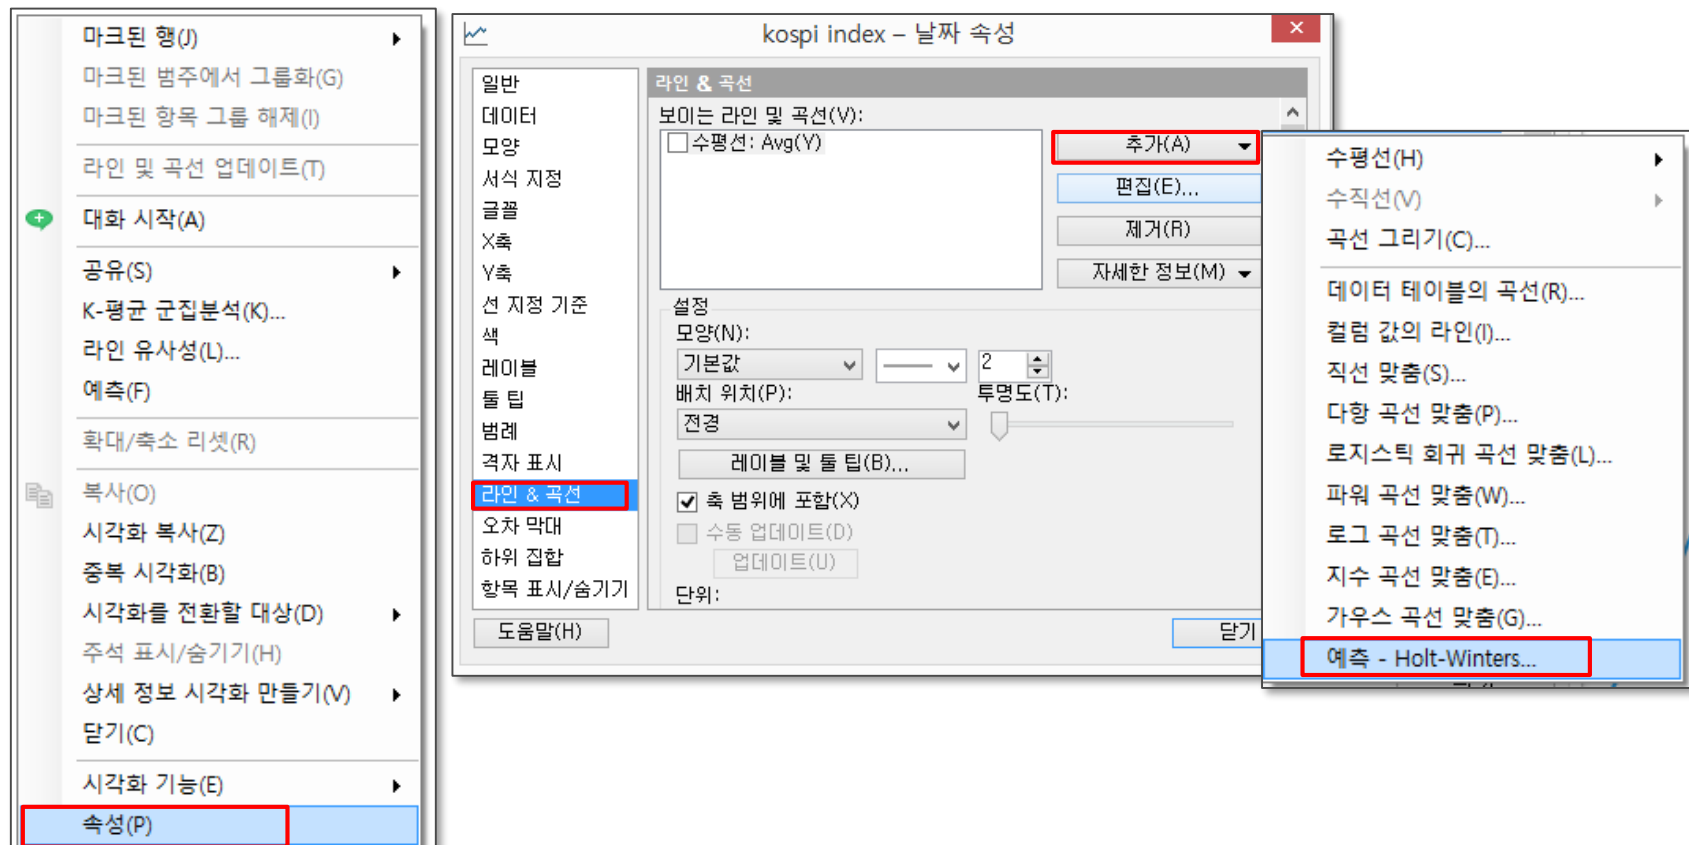 마크된 행(J)
마크된 범주에서 그룹화(G)
마크된 항목 그룹 해제(I)
라인 및 곡선 업데이트(T)
대화 시작(A)
공유(S)
K-평균 군집분석(K)...
라인 유사성(L)...
예측(F)
확대/축소 리셋(R)
복사(O)
시각화 복사(Z)
중복 시각화(B)
시각화를 전환할 대상(D)
주석 표시/숨기기(H)
상세 정보 시각화 만들기(V)
닫기(C)
시각화 기능(E)
속성(P)
kospi index – 날짜 속성
일반
데이터
모양
서식 지정
글꼴
X축
Y축
선 지정 기준
색
레이블
툴 팁
범례
격자 표시
라인 & 곡선
오차 막대
하위 집합
항목 표시/숨기기
라인 & 곡선
보이는 라인 및 곡선(V):
수평선: Avg(Y)
추가(A)
편집(E)...
제거(R)
자세한 정보(M)
설정
모양(N):
기본값
2
배치 위치(P):
투명도(T):
전경
레이블 및 툴 팁(B)...
축 범위에 포함(X)
수동 업데이트(D)
업데이트(U)
단위:
도움말(H)
닫기
수평선(H)
수직선(V)
곡선 그리기(C)...
데이터 테이블의 곡선(R)...
컬럼 값의 라인(I)...
직선 맞춤(S)...
다항 곡선 맞춤(P)...
로지스틱 회귀 곡선 맞춤(L)...
파워 곡선 맞춤(W)...
로그 곡선 맞춤(T)...
지수 곡선 맞춤(E)...
가우스 곡선 맞춤(G)...
예측 - Holt-Winters...